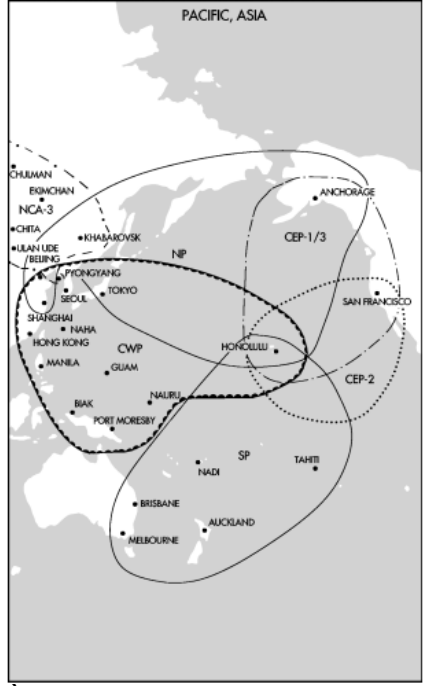 PACIFIC, ASIA
CHULMAN
ANCHORAGE
EKIMCHAN
NCA-3
CHITA
KHABAROVSK
CEP-1/3
ULAN UDE
NP
BEIJING
PYONGYANG
SEOUL
TOKYO
SAN FRANCISCO
SHANGHAI
NAHA
HONG KONG
CWP
HONOLULU
MANILA
GUAM
CEP-2
NAURU
BIAK
PORT MORESBY
SP
TAHITI
NADI
BRISBANE
AUCKLAND
MELBOURNE